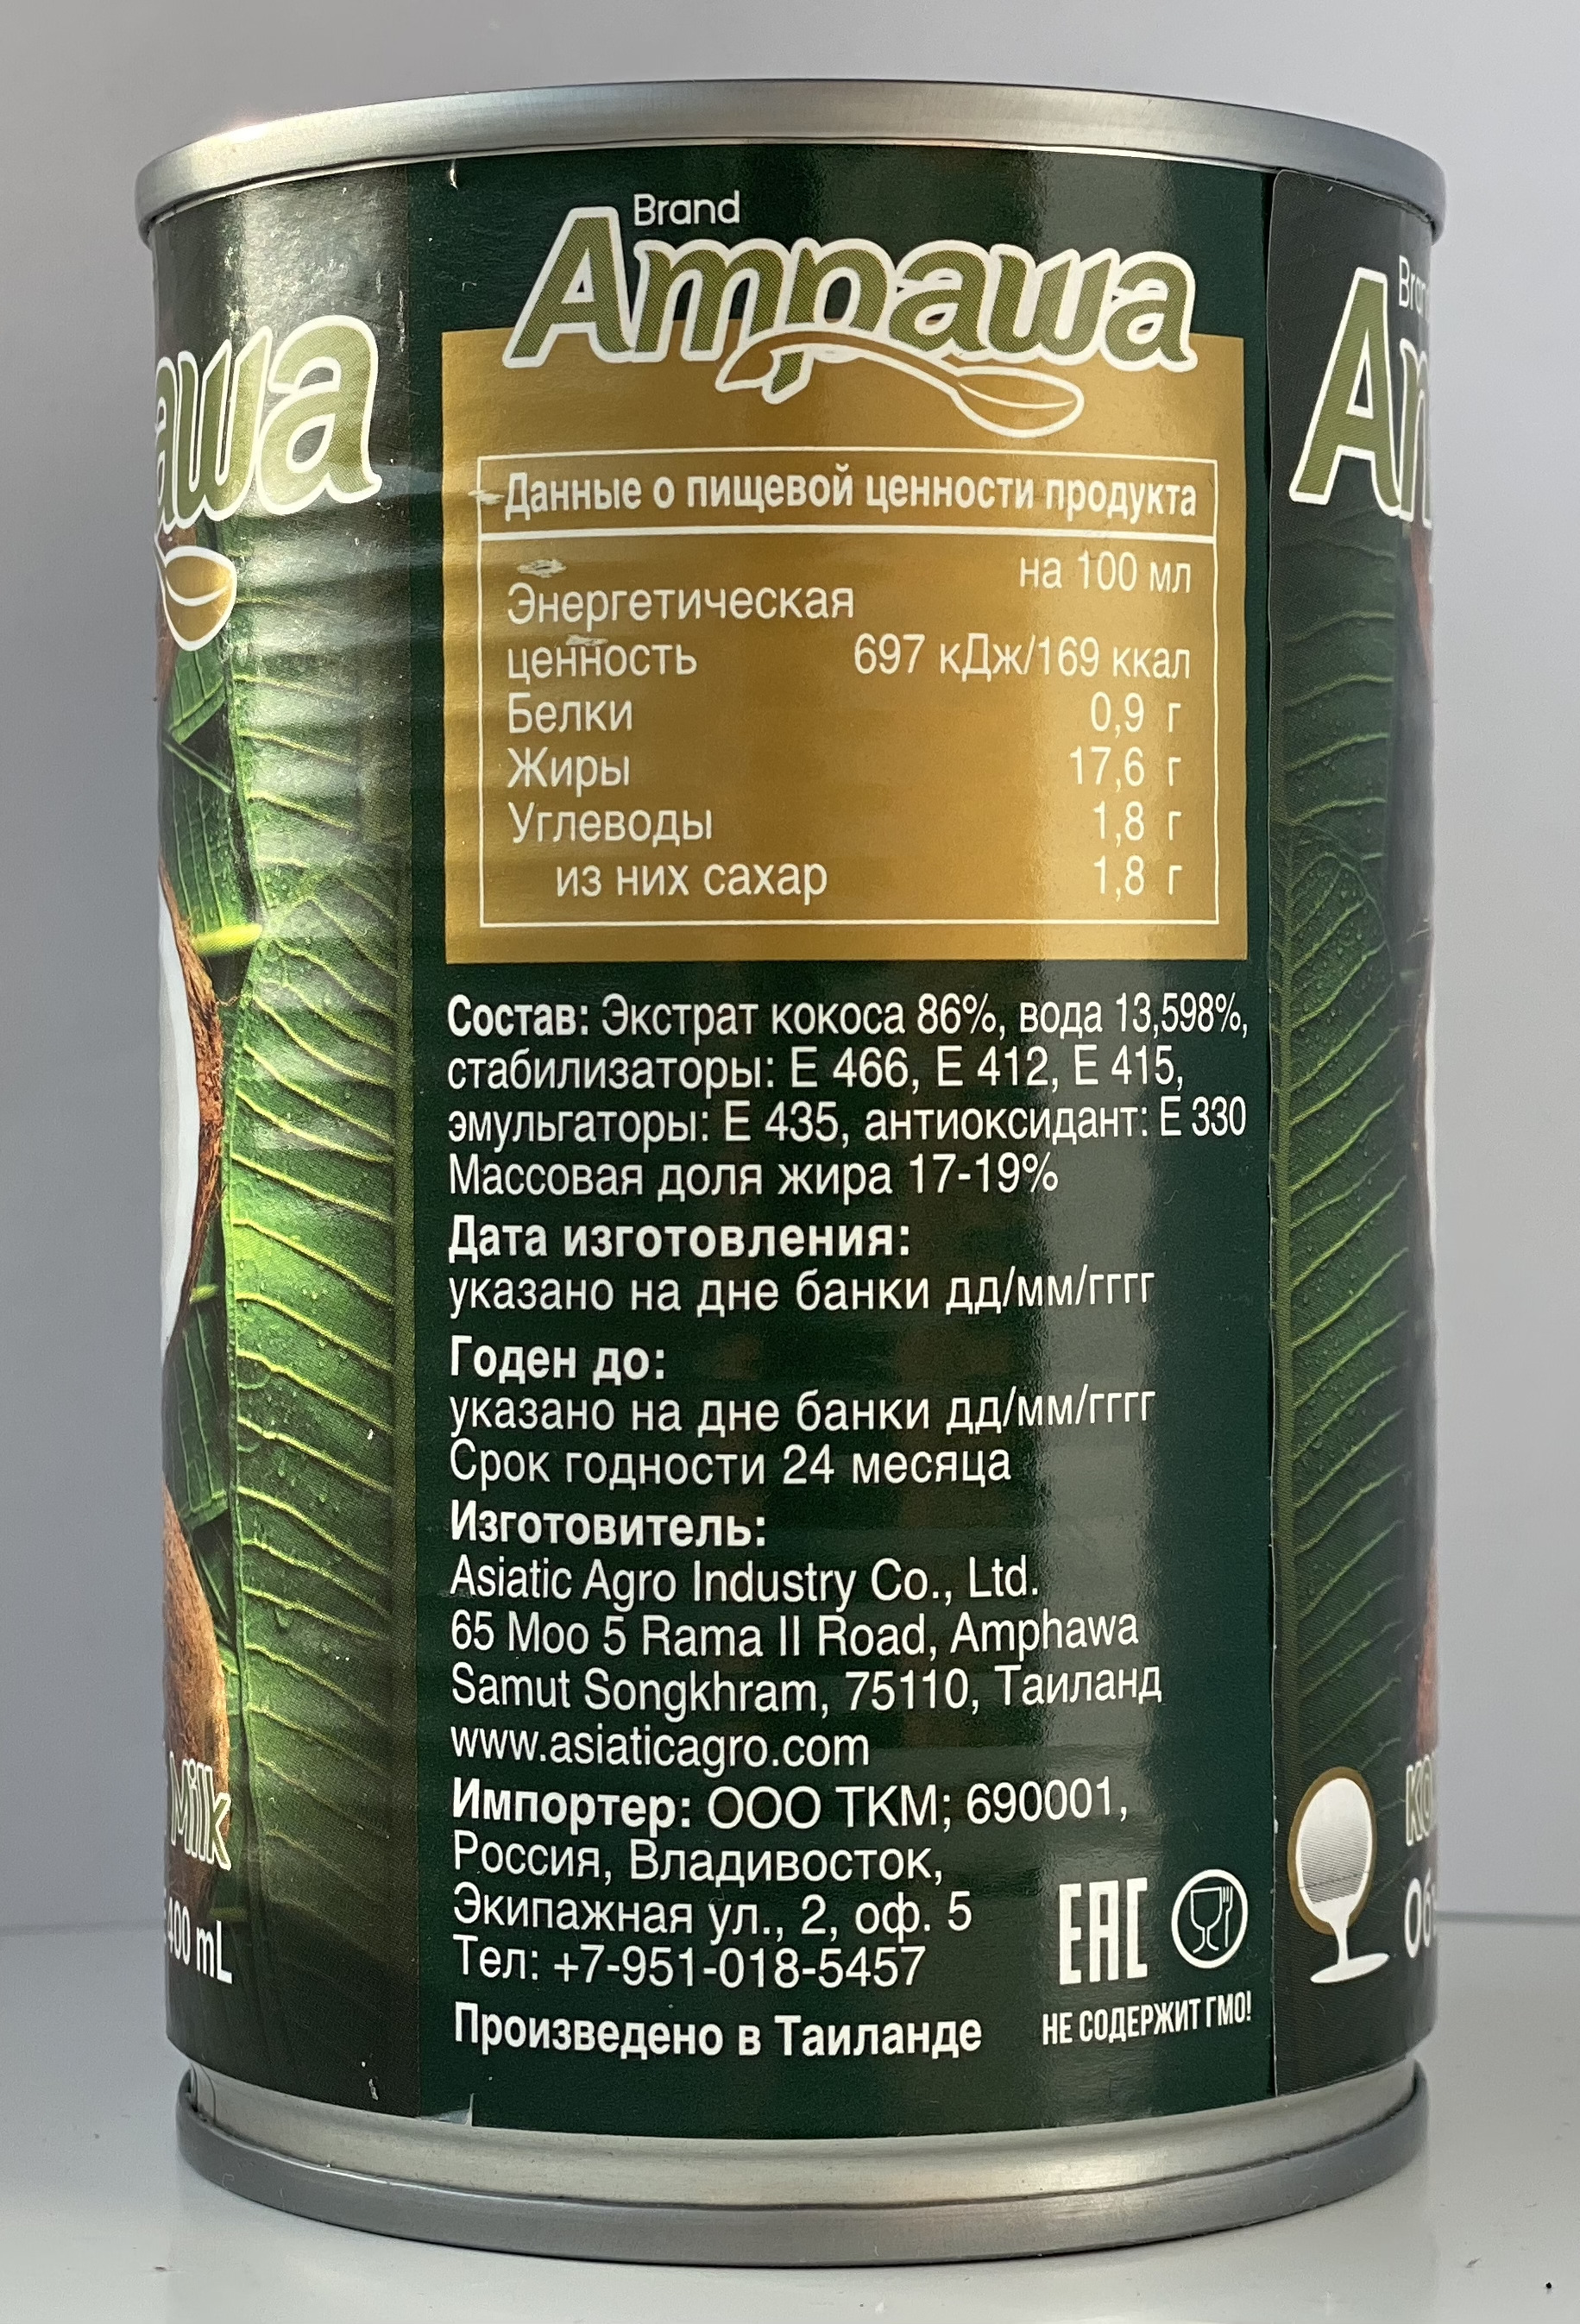 Brand
Ampawa
Данные о пищевой ценности продукта
на 100 мл
Энергетическая
ценность 697 кДж/169 ккал
Белки 0,9 г
Жиры 17,6 г
Углеводы 1,8 г
из них сахар 1,8 г
Состав: Экстрат кокоса 86%, вода 13,598%,
стабилизаторы: Е 466, Е 412, Е 415,
эмульгаторы: Е 435, антиоксидант: Е 330
Массовая доля жира 17-19%
Дата изготовления:
указано на дне банки дд/мм/гггг
Годен до:
указано на дне банки дд/мм/гггг
Срок годности 24 месяца
Изготовитель:
Asiatic Agro Industry Co., Ltd.
65 Moo 5 Rama II Road, Amphawa
Samut Songkhram, 75110, Таиланд
www.asiaticagro.com
Импортер: ООО ТКМ; 690001,
Россия, Владивосток,
Экипажная ул., 2, оф. 5
Тел: +7-951-018-5457
Произведено в Таиланде
EAC
НЕ СОДЕРЖИТ ГМО!
Milk
400 mL